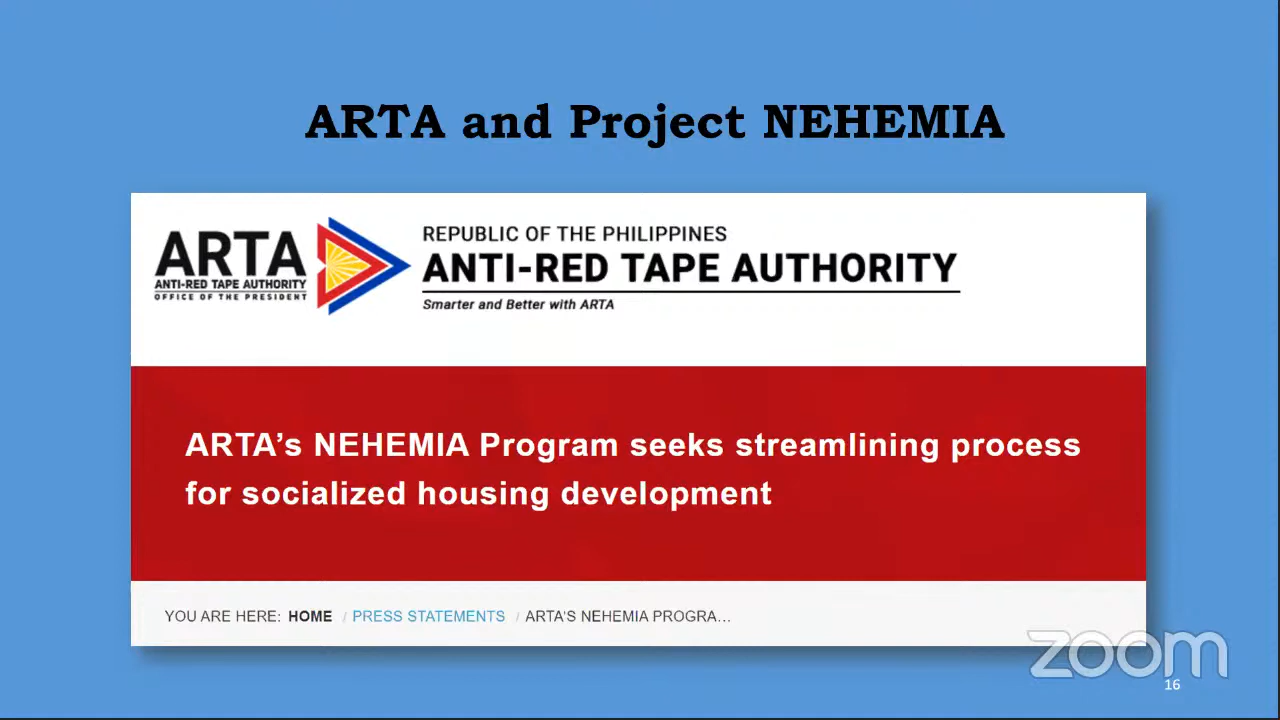 ARTA and Project NEHEMIA
ARTA
ANTI-RED TAPE AUTHORITY
OFFICE OF THE PRESIDENT
REPUBLIC OF THE PHILIPPINES
ANTI-RED TAPE AUTHORITY
Smarter and Better with ARTA
ARTA’s NEHEMIA Program seeks streamlining process
for socialized housing development
YOU ARE HERE: HOME / PRESS STATEMENTS / ARTA'S NEHEMIA PROGRA...
zoom
16